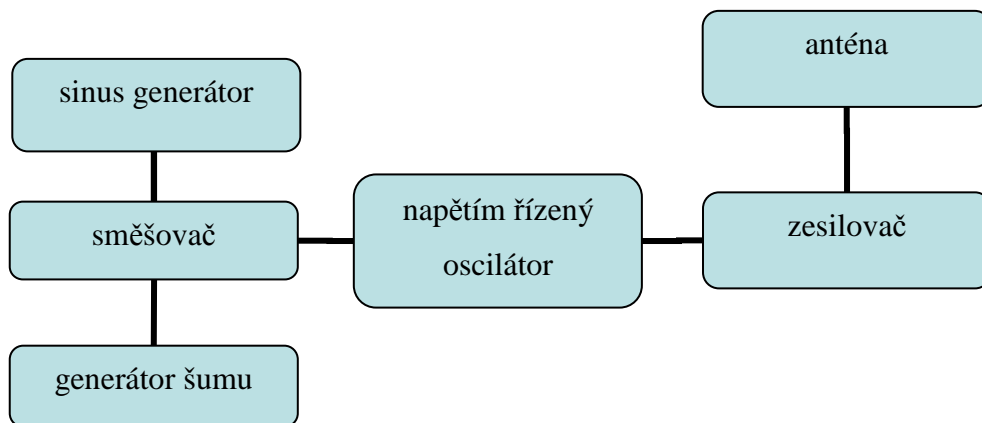 sinus generátor
směšovač
generátor šumu
napětím řízený
oscilátor
anténa
zesilovač